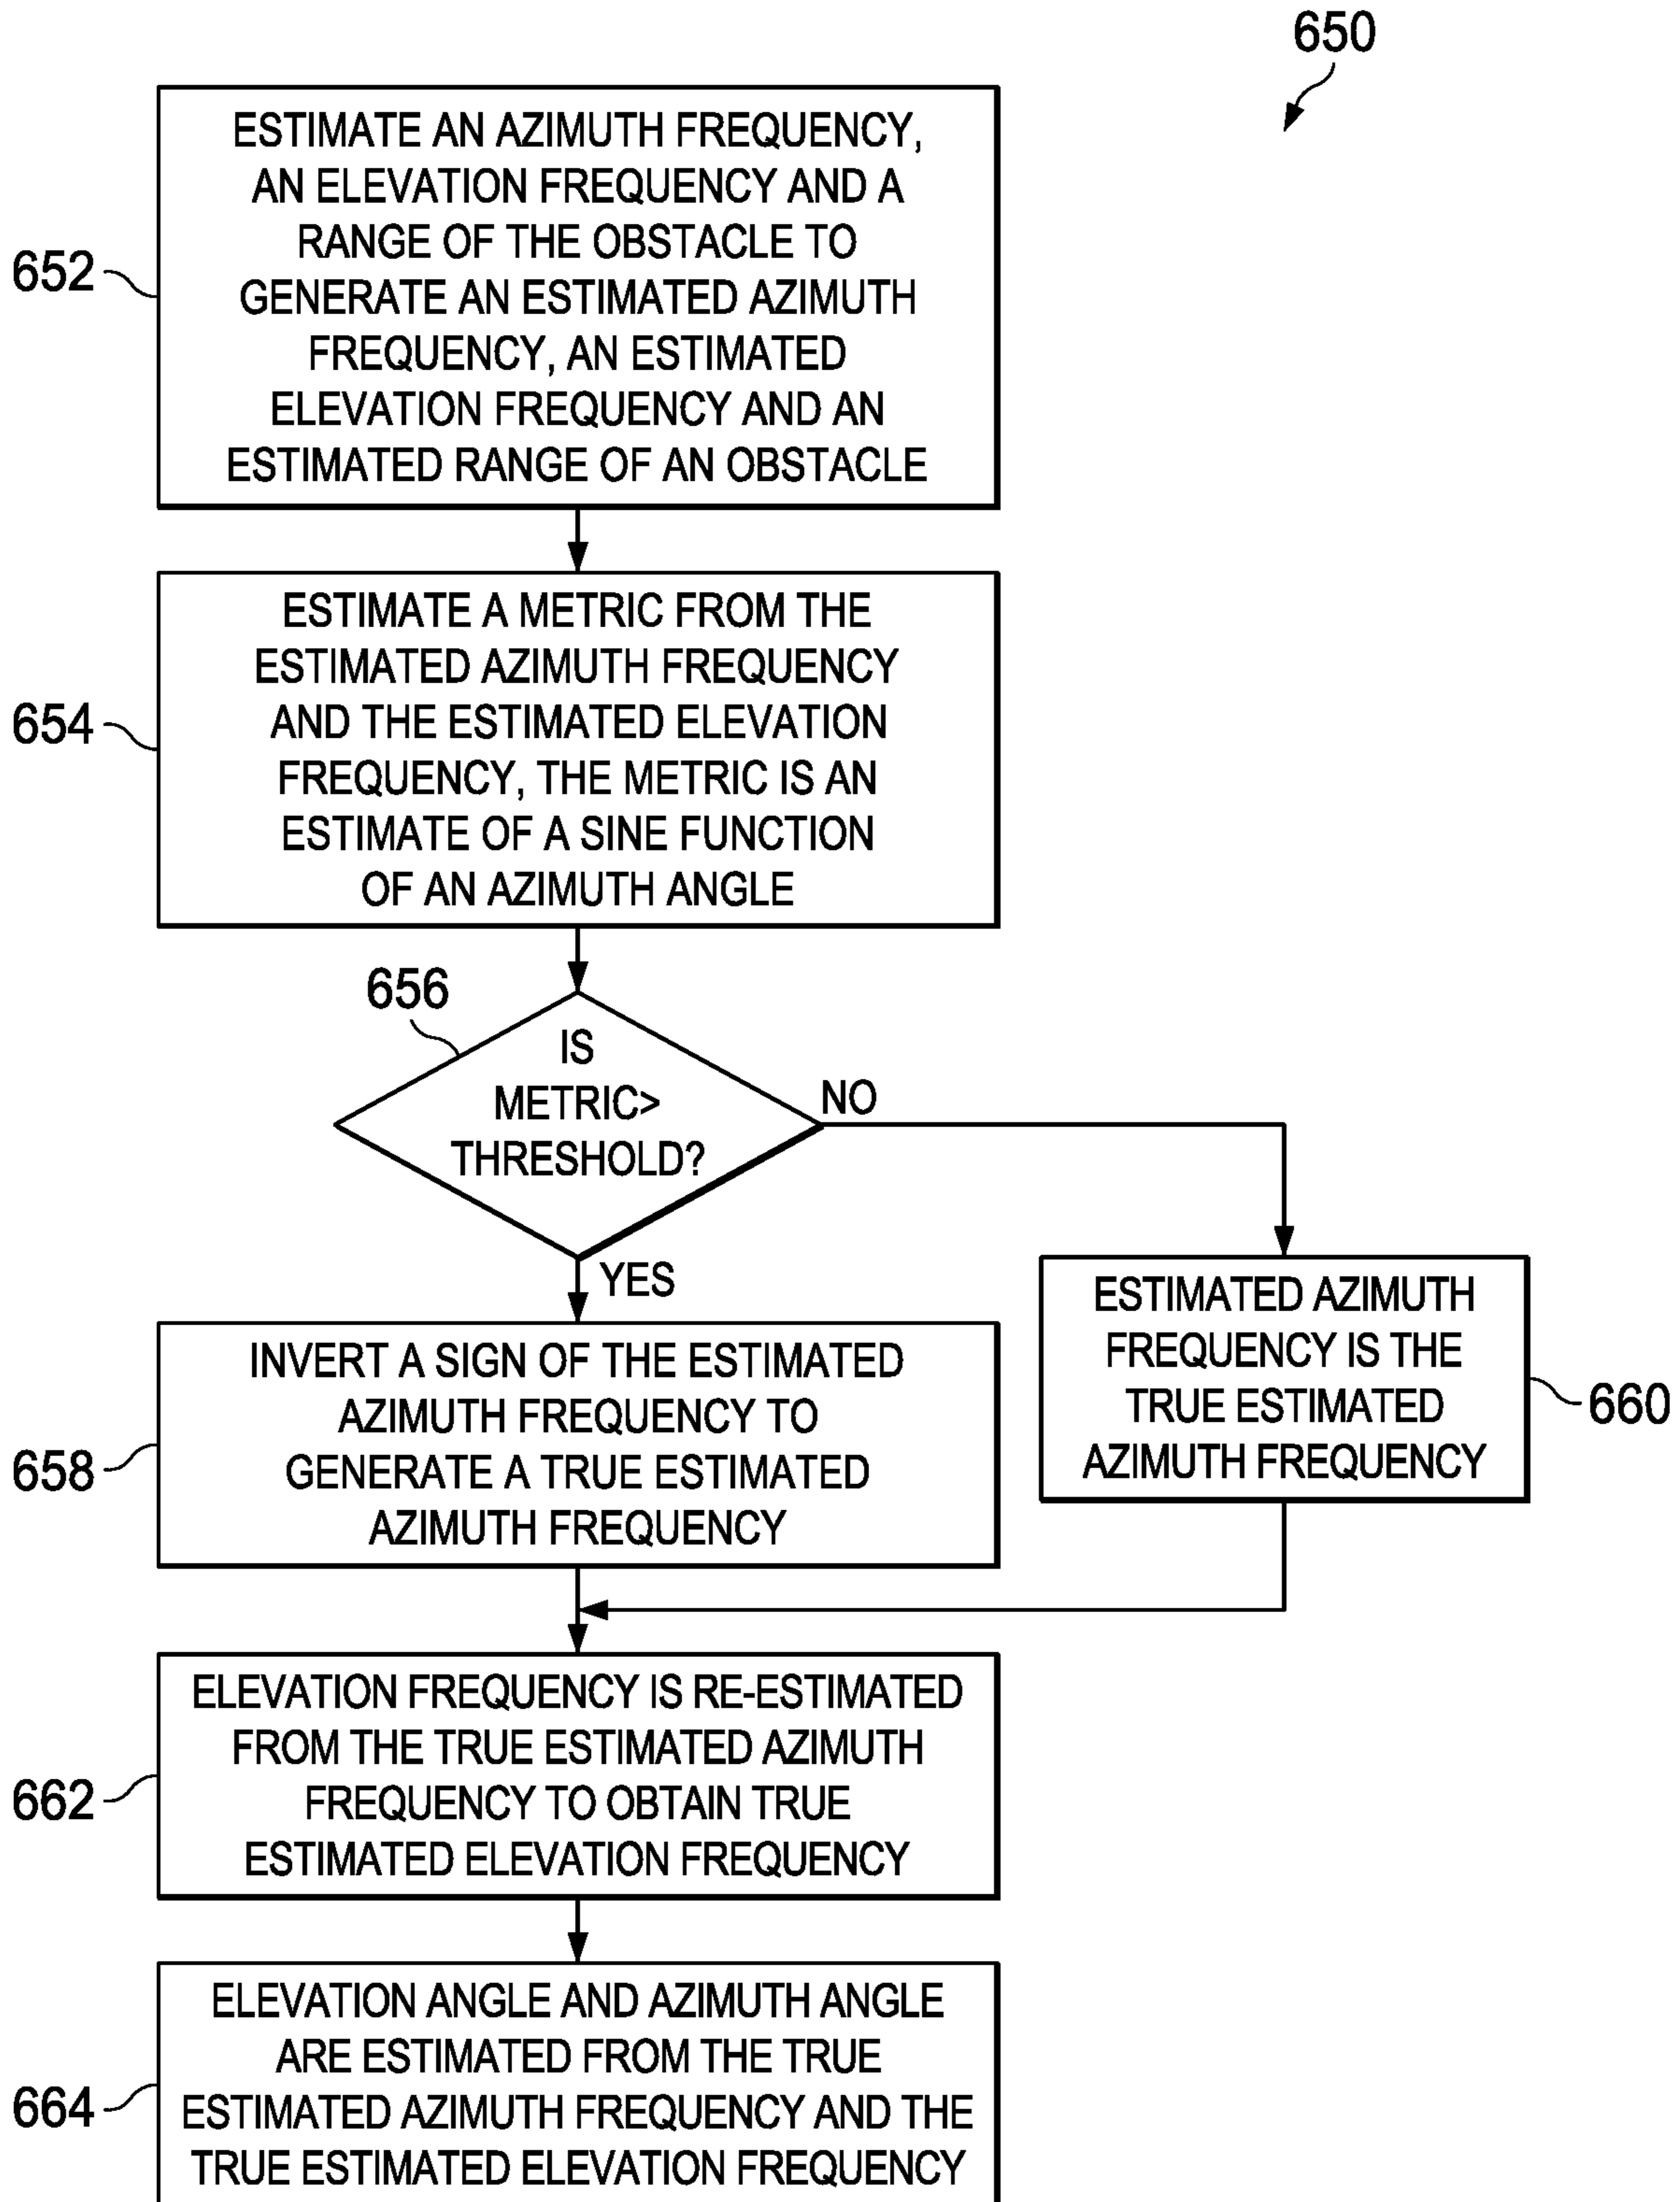 650
652
ESTIMATE AN AZIMUTH FREQUENCY,
AN ELEVATION FREQUENCY AND A
RANGE OF THE OBSTACLE TO
GENERATE AN ESTIMATED AZIMUTH
FREQUENCY, AN ESTIMATED
ELEVATION FREQUENCY AND AN
ESTIMATED RANGE OF AN OBSTACLE
654
ESTIMATE A METRIC FROM THE
ESTIMATED AZIMUTH FREQUENCY
AND THE ESTIMATED ELEVATION
FREQUENCY, THE METRIC IS AN
ESTIMATE OF A SINE FUNCTION
OF AN AZIMUTH ANGLE
656
IS
METRIC>
THRESHOLD?
NO
YES
658
INVERT A SIGN OF THE ESTIMATED
AZIMUTH FREQUENCY TO
GENERATE A TRUE ESTIMATED
AZIMUTH FREQUENCY
ESTIMATED AZIMUTH
FREQUENCY IS THE
TRUE ESTIMATED
AZIMUTH FREQUENCY
660
662
ELEVATION FREQUENCY IS RE-ESTIMATED
FROM THE TRUE ESTIMATED AZIMUTH
FREQUENCY TO OBTAIN TRUE
ESTIMATED ELEVATION FREQUENCY
664
ELEVATION ANGLE AND AZIMUTH ANGLE
ARE ESTIMATED FROM THE TRUE
ESTIMATED AZIMUTH FREQUENCY AND THE
TRUE ESTIMATED ELEVATION FREQUENCY